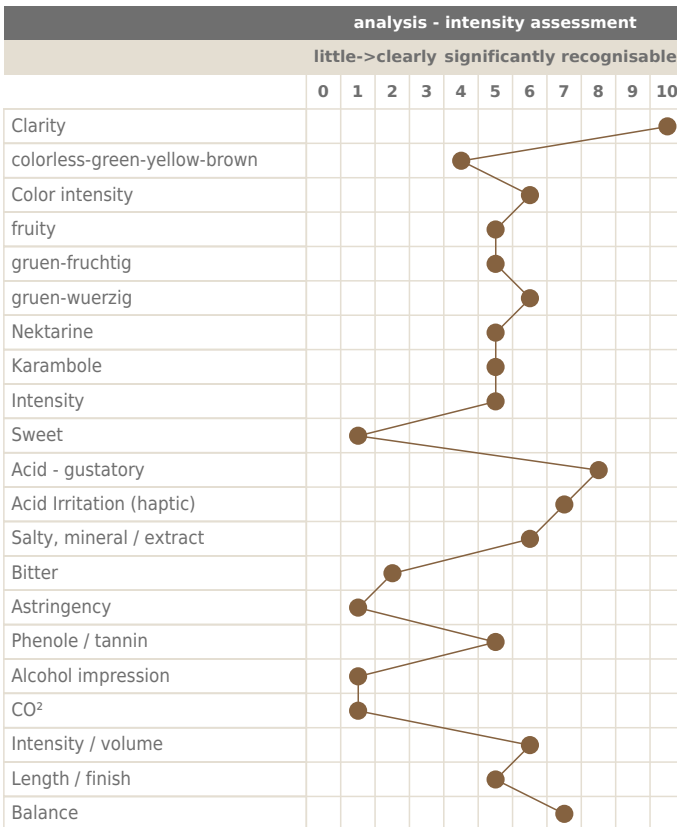 analysis - intensity assessment
little->clearly significantly recognisable
0 1 2 3 4 5 6 7 8 9 10
Clarity
colorless-green-yellow-brown
Color intensity
fruity
gruen-fruchtig
gruen-wuerzig
Nektarine
Karambole
Intensity
Sweet
Acid - gustatory
Acid Irritation (haptic)
Salty, mineral / extract
Bitter
Astringency
Phenole / tannin
Alcohol impression
CO²
Intensity / volume
Length / finish
Balance